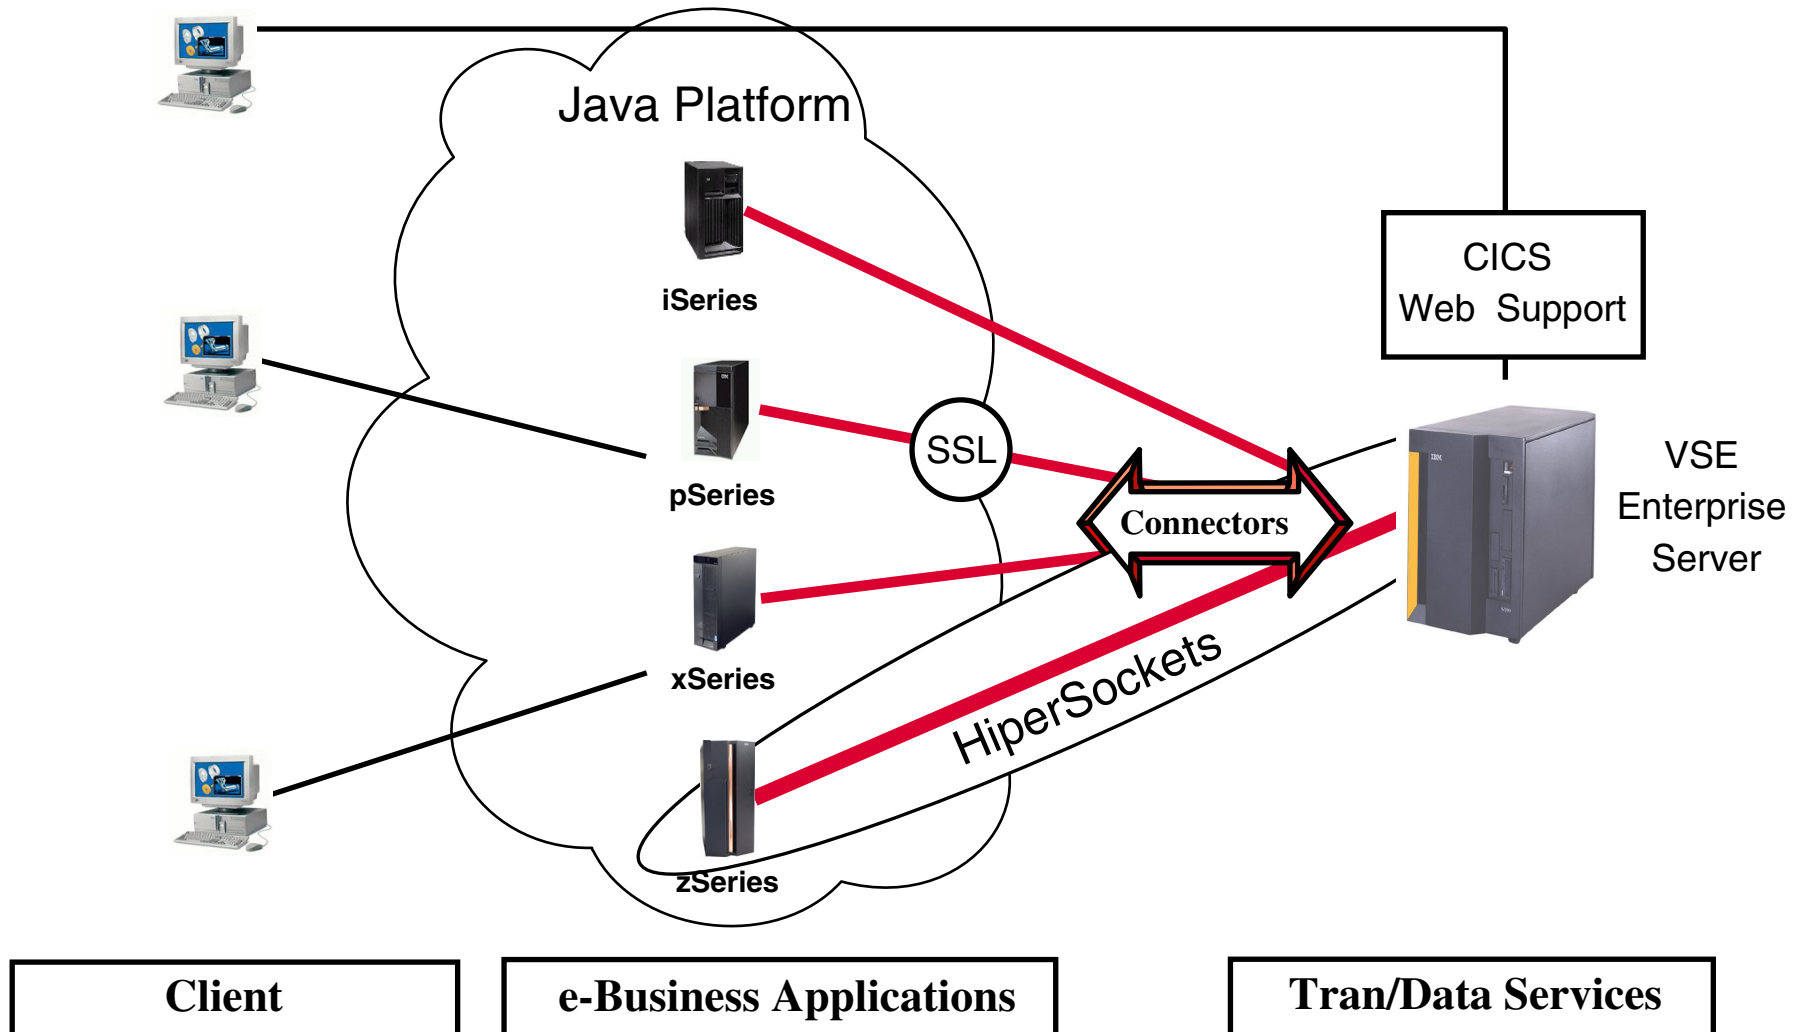 Java Platform
iSeries
CICS
Web Support
pSeries
SSL
Connectors
VSE
Enterprise
Server
IBM
xSeries
HiperSockets
zSeries
Client
e-Business Applications
Tran/Data Services